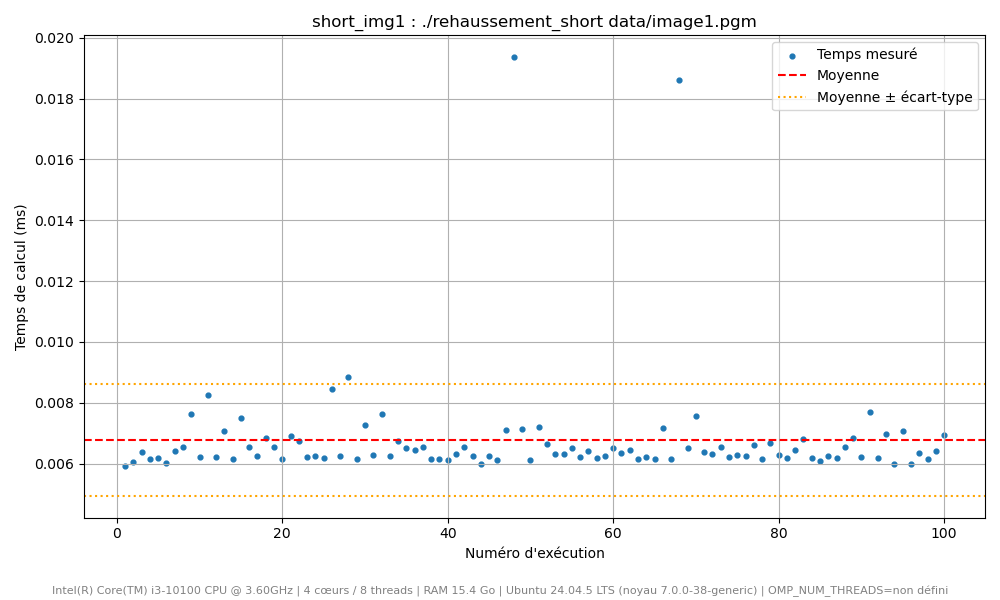 short_img1 : ./rehaussement_short data/image1.pgm
Temps de calcul (ms)
0.020
0.018
0.016
0.014
0.012
0.010
0.008
0.006
Temps mesuré
Moyenne
Moyenne ± écart-type
0 20 40 60 80 100
Numéro d'exécution
Intel(R) Core(TM) i3-10100 CPU @ 3.60GHz | 4 cœurs / 8 threads | RAM 15.4 Go | Ubuntu 24.04.5 LTS (noyau 7.0.0-38-generic) | OMP_NUM_THREADS=non défini